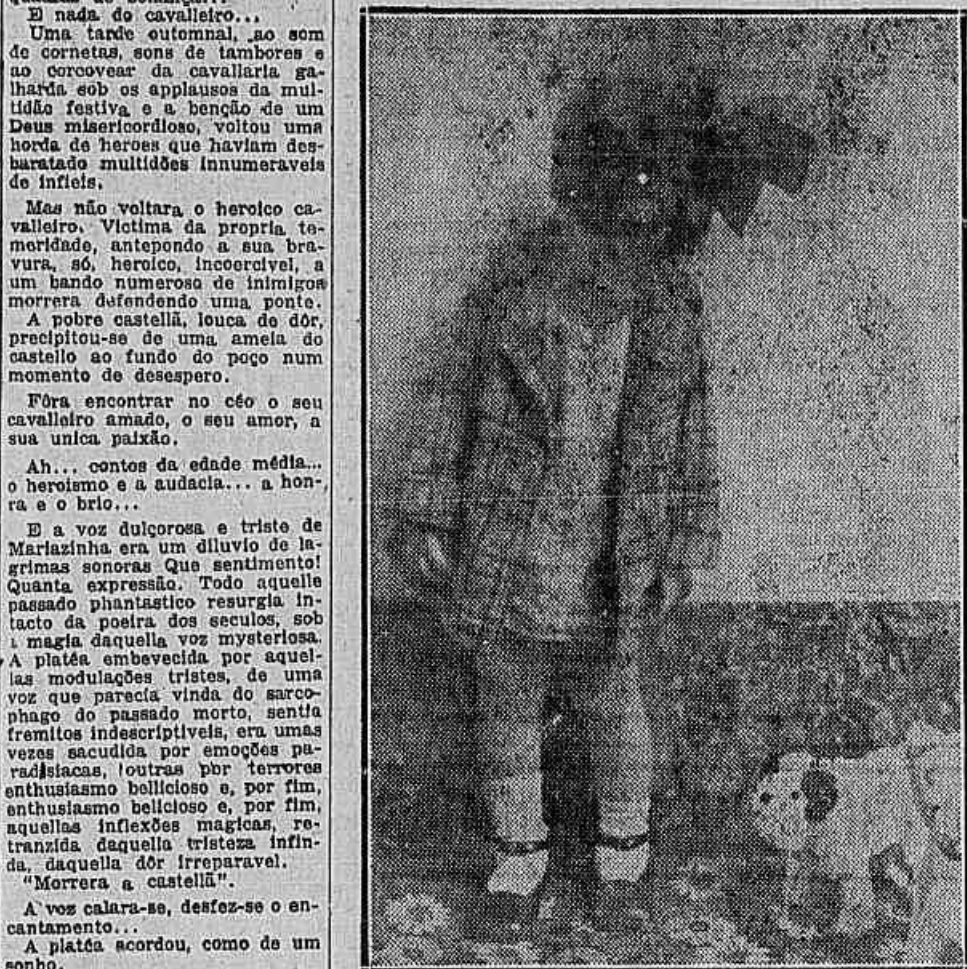 E nada do cavalleiro...
Uma tarde outomnal, ao som
de cornetas, sons de tambores e
ao corcovear da cavallaria ga-
lharda sob os applausos da mul-
tidão festiva e a benção de um
Deus misericordioso, voltou uma
horda de heroes que haviam des-
baratado multidões innumeraveis
de infieis.
Mas não voltara o heroico ca-
valleiro. Victima da propria te-
meridade, antepondo a sua bra-
vura, só, heroico, incoercivel, a
um bando numeroso de inimigos
morrera defendendo uma ponte.
A pobre castellã, louca de dôr,
precipitou-se de uma ameia do
castello ao fundo do poço num
momento de desespero.
Fôra encontrar no céo o seu
cavalleiro amado, o seu amor, a
sua unica paixão.
Ah... contos da edade média...
o heroismo e a audacia... a hon-
ra e o brio...
E a voz dulçorosa e triste de
Mariazinha era um diluvio de la-
grimas sonoras Que sentimento!
Quanta expressão. Todo aquelle
passado phantastico resurgia in-
tacto da poeira dos seculos, sob
a magia daquella voz mysteriosa.
A platéa embevecida por aquel-
las modulações tristes, de uma
voz que parecia vinda do sarco-
phago do passado morto, sentia
fremitos indescriptiveis, era umas
vezes sacudida por emoções pa-
radisiacas, outras por terrores
enthusiasmo bellicioso e, por fim,
enthusiasmo belicioso e, por fim,
aquellas inflexões magicas, re-
tranzida daquella tristeza infin-
da, daquella dôr irreparavel.
"Morrera a castellã".
A voz calara-se, desfez-se o en-
cantamento...
A platéa acordou, como de um
sonho.